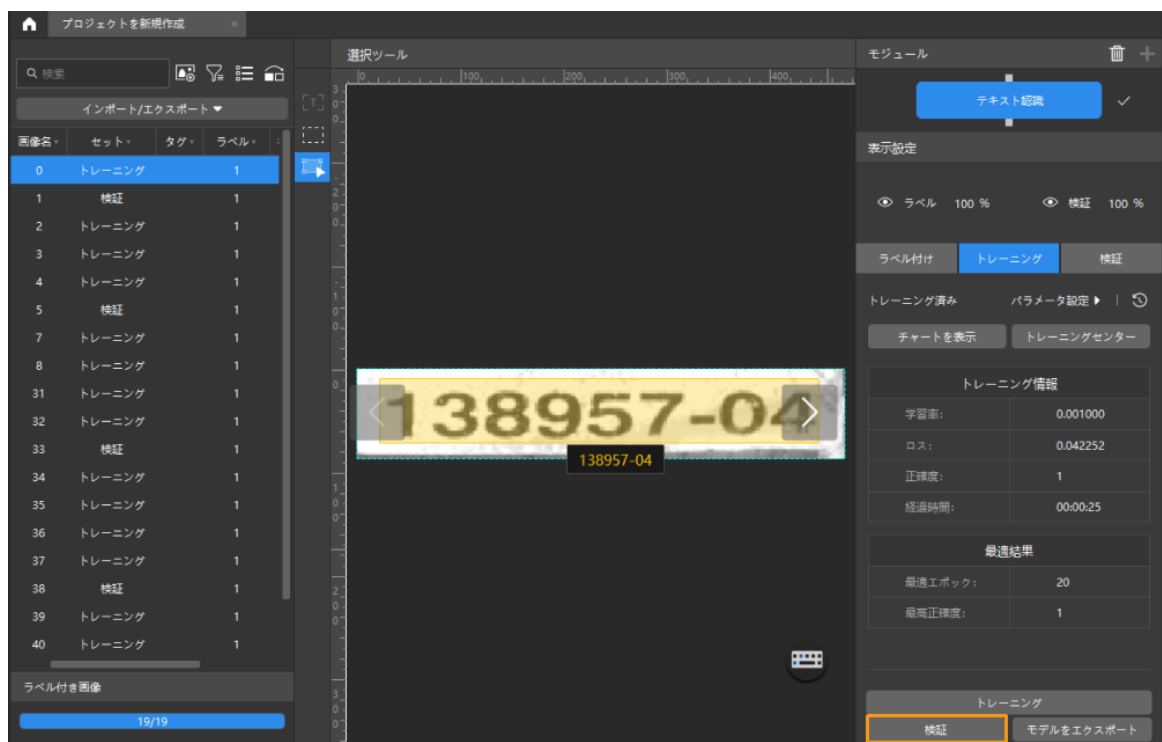 プロジェクトを新規作成 ×
検索
インポート/エクスポート
画像名 セット タグ ラベル
0 トレーニング 1
1 検証 1
2 トレーニング 1
3 トレーニング 1
4 トレーニング 1
5 検証 1
7 トレーニング 1
8 トレーニング 1
31 トレーニング 1
32 トレーニング 1
33 検証 1
34 トレーニング 1
35 トレーニング 1
36 トレーニング 1
37 トレーニング 1
38 検証 1
39 トレーニング 1
40 トレーニング 1
ラベル付き画像
19/19
選択ツール
0 100 200 300 400
300
200
100
0
100
200
300
138957-04
138957-04
モジュール
テキスト認識
表示設定
ラベル 100 % 検証 100 %
ラベル付け トレーニング 検証
トレーニング済み パラメータ設定
チャートを表示 トレーニングセンター
トレーニング情報
学習率: 0.001000
ロス: 0.042252
正確度: 1
経過時間: 00:00:25
最適結果
最適エポック: 20
最高正確度: 1
トレーニング
検証 モデルをエクスポート